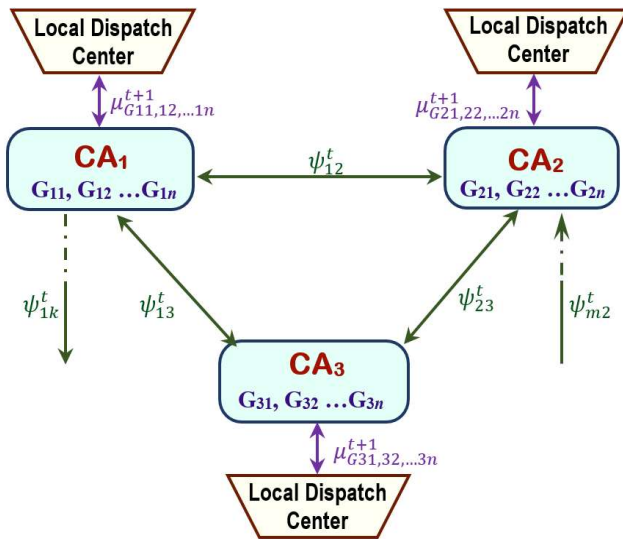 Local Dispatch
Center
Local Dispatch
Center
μ^{t+1}_{G11,12,...1n}
μ^{t+1}_{G21,22,...2n}
CA₁
G₁₁, G₁₂ ...G₁ₙ
ψ^t_{12}
CA₂
G₂₁, G₂₂ ...G₂ₙ
ψ^t_{1k}
ψ^t_{13}
ψ^t_{23}
ψ^t_{m2}
CA₃
G₃₁, G₃₂ ...G₃ₙ
μ^{t+1}_{G31,32,...3n}
Local Dispatch
Center